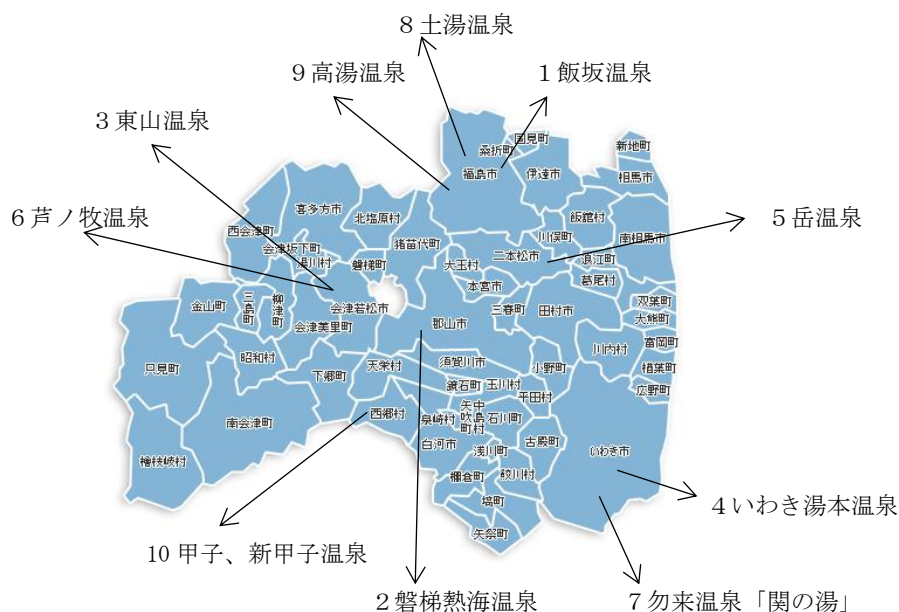 ８土湯温泉
９高湯温泉
１飯坂温泉
３東山温泉
国見町
桑折町
新地町
福島市
伊達市
相馬市
６芦ノ牧温泉
５岳温泉
喜多方市
北塩原村
飯館村
西会津町
猪苗代町
川俣町
南相馬市
会津坂下町
湯川村
磐梯町
大玉村
二本松市
浪江町
本宮市
葛尾村
金山町
三島町
柳津町
会津若松市
三春町
田村市
双葉町
大熊町
会津美里町
郡山市
富岡町
川内村
只見町
昭和村
下郷町
天栄村
須賀川市
小野町
楢葉町
鏡石町
玉川村
平田村
広野町
南会津町
西郷村
泉崎村
矢吹町
中島村
石川町
白河市
浅川町
古殿町
いわき市
檜枝岐村
棚倉町
鮫川村
塙町
矢祭町
４いわき湯本温泉
10 甲子、新甲子温泉
２磐梯熱海温泉
７勿来温泉「関の湯」